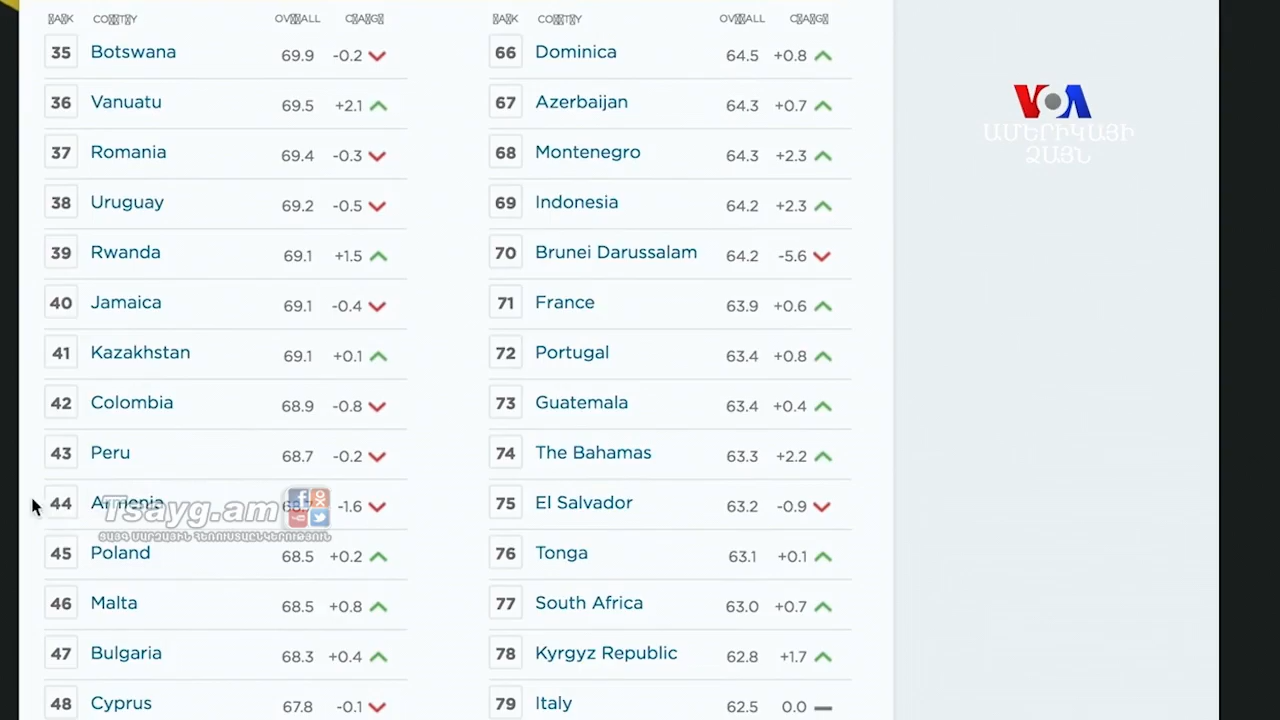 OVERALL
OVERALL
35 Botswana 69.9 -0.2
36 Vanuatu 69.5 +2.1
37 Romania 69.4 -0.3
38 Uruguay 69.2 -0.5
39 Rwanda 69.1 +1.5
40 Jamaica 69.1 -0.4
41 Kazakhstan 69.1 +0.1
42 Colombia 68.9 -0.8
43 Peru 68.7 -0.2
44 Armenia -1.6
45 Poland 68.5 +0.2
46 Malta 68.5 +0.8
47 Bulgaria 68.3 +0.4
48 Cyprus 67.8 -0.1
66 Dominica 64.5 +0.8
67 Azerbaijan 64.3 +0.7
68 Montenegro 64.3 +2.3
69 Indonesia 64.2 +2.3
70 Brunei Darussalam 64.2 -5.6
71 France 63.9 +0.6
72 Portugal 63.4 +0.8
73 Guatemala 63.4 +0.4
74 The Bahamas 63.3 +2.2
75 El Salvador 63.2 -0.9
76 Tonga 63.1 +0.1
77 South Africa 63.0 +0.7
78 Kyrgyz Republic 62.8 +1.7
79 Italy 62.5 0.0
VOA
ԱՄԵՐԻԿԱՅԻ
ՁԱՅՆ
Tsayg.am
ՑԱՅԳ ՄԱՐԶԱՅԻՆ ՀԵՌՈՒՍՏԱԸՆԿԵՐՈՒԹՅՈՒՆ